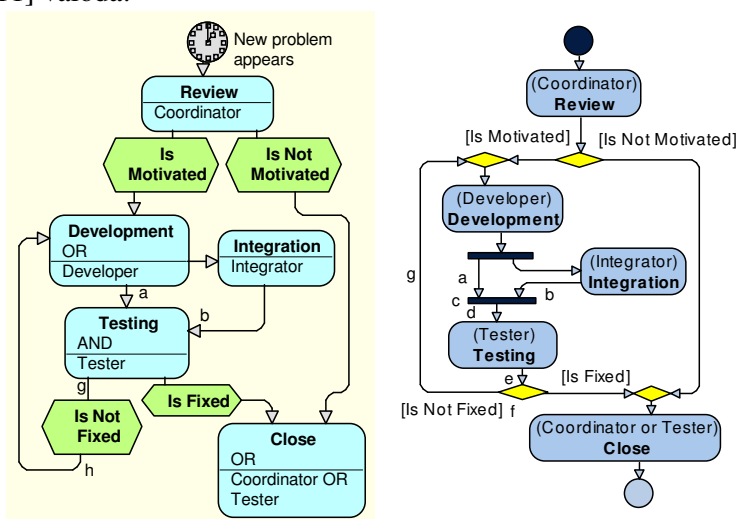 New problem
appears
Review
Coordinator
Is
Motivated
Is Not
Motivated
Development
OR
Developer
Integration
Integrator
a
b
Testing
AND
Tester
g
Is Not
Fixed
h
Is Fixed
Close
OR
Coordinator OR
Tester
(Coordinator)
Review
[Is Motivated]
[Is Not Motivated]
(Developer)
Development
(Integrator)
Integration
g
a
b
c
d
(Tester)
Testing
e
[Is Fixed]
[Is Not Fixed]
f
(Coordinator or Tester)
Close